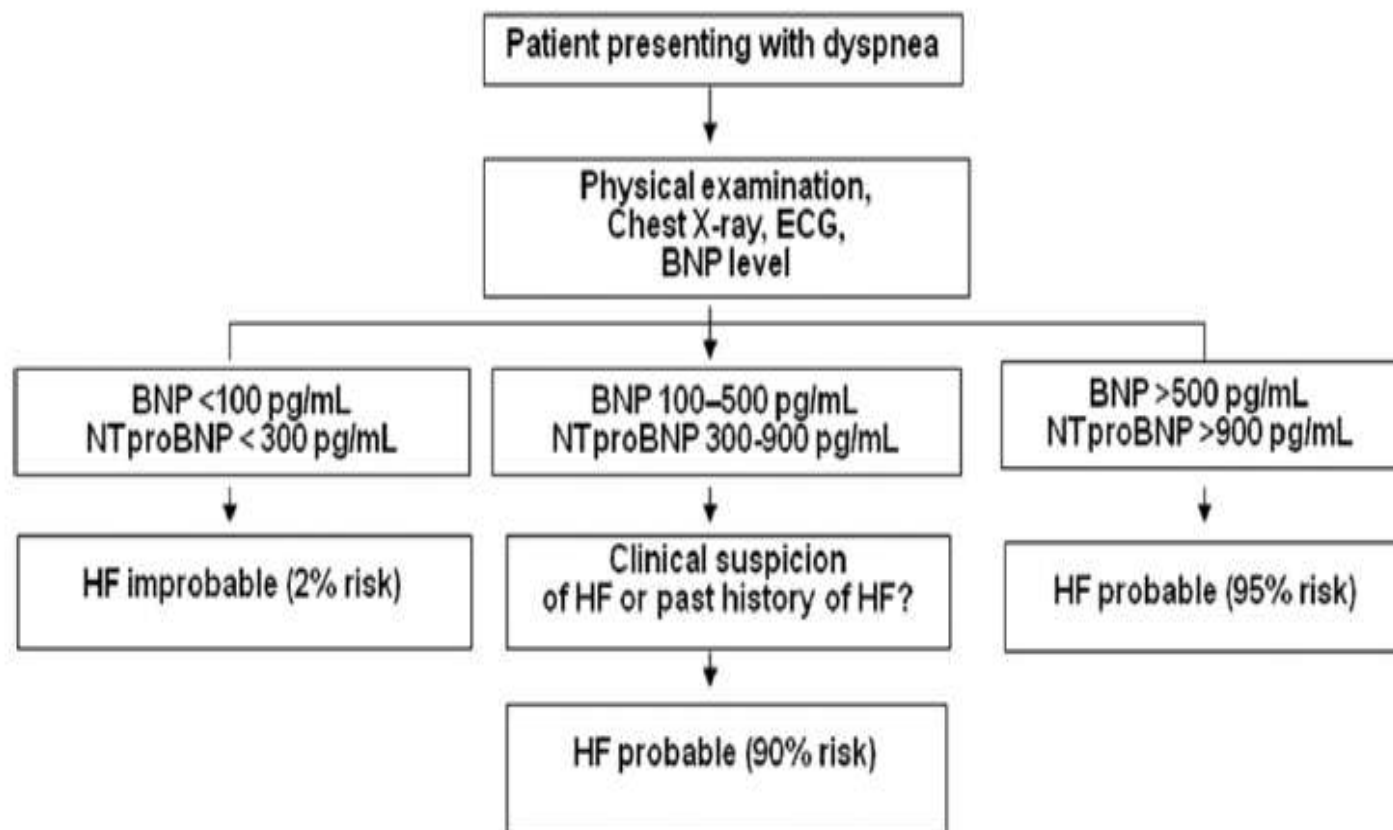 Patient presenting with dyspnea
Physical examination,
Chest X-ray, ECG,
BNP level
BNP <100 pg/mL
NTproBNP < 300 pg/mL
BNP 100–500 pg/mL
NTproBNP 300-900 pg/mL
BNP >500 pg/mL
NTproBNP >900 pg/mL
HF improbable (2% risk)
Clinical suspicion
of HF or past history of HF?
HF probable (95% risk)
HF probable (90% risk)